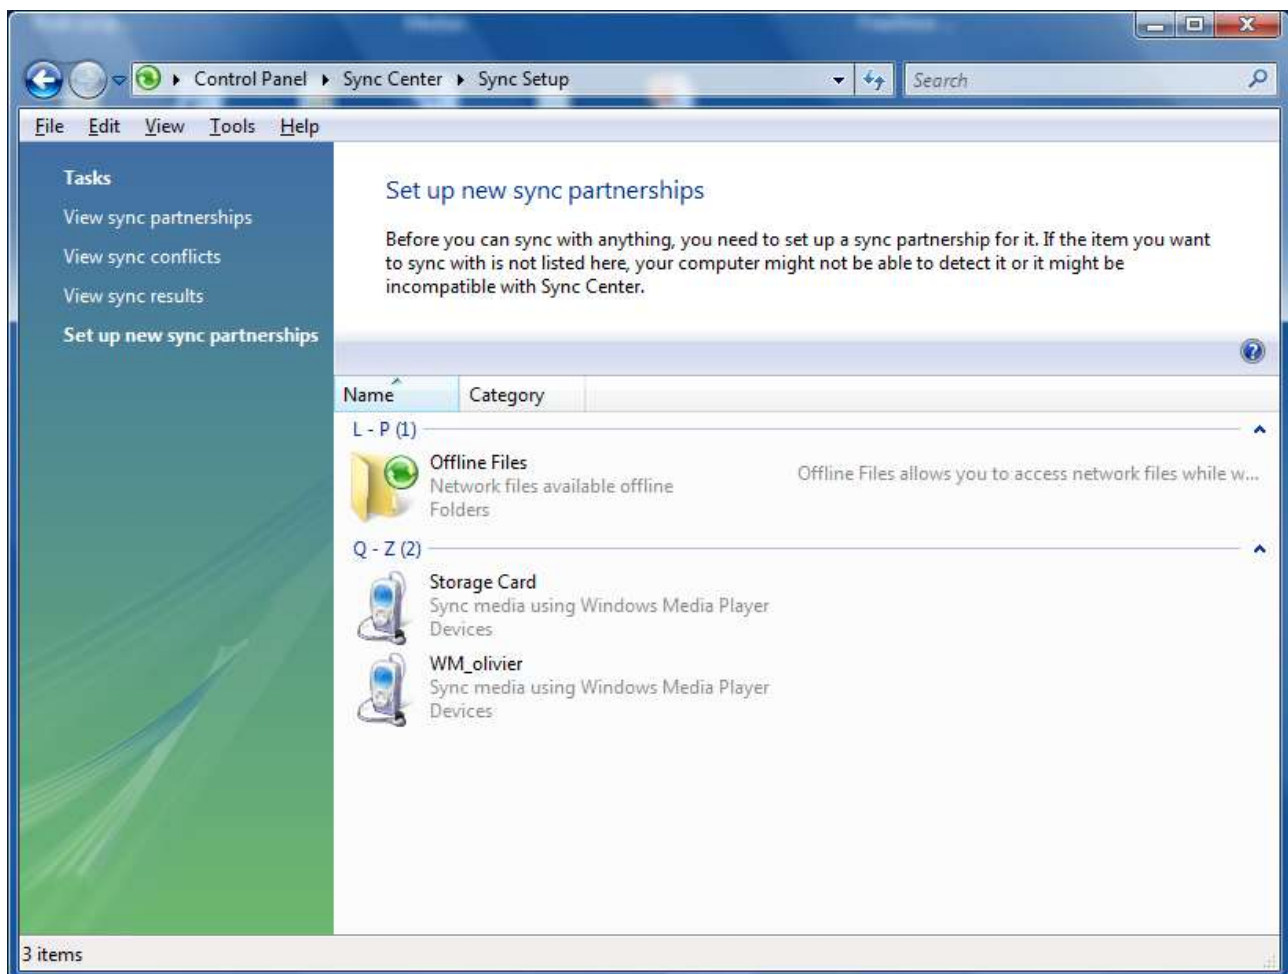 Control Panel Sync Center Sync Setup
Search
File Edit View Tools Help
Tasks
View sync partnerships
View sync conflicts
View sync results
Set up new sync partnerships
Set up new sync partnerships
Before you can sync with anything, you need to set up a sync partnership for it. If the item you want
to sync with is not listed here, your computer might not be able to detect it or it might be
incompatible with Sync Center.
Name Category
L - P (1)
Offline Files
Network files available offline
Folders
Offline Files allows you to access network files while w...
Q - Z (2)
Storage Card
Sync media using Windows Media Player
Devices
WM_olivier
Sync media using Windows Media Player
Devices
3 items